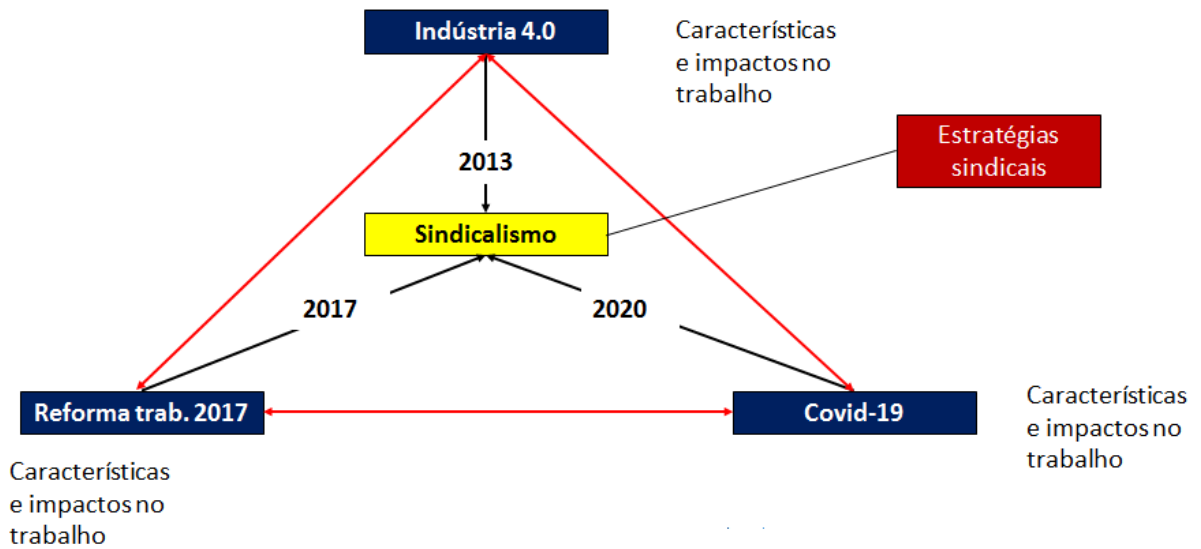 Indústria 4.0
Características
e impactos no
trabalho
Estratégias
sindicais
2013
Sindicalismo
2017
2020
Reforma trab. 2017
Covid-19
Características
e impactos no
trabalho
Características
e impactos no
trabalho